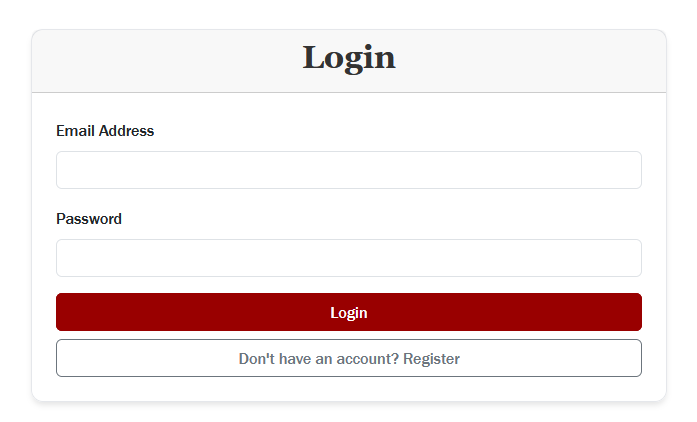 Login
Email Address
Password
Login
Don't have an account? Register